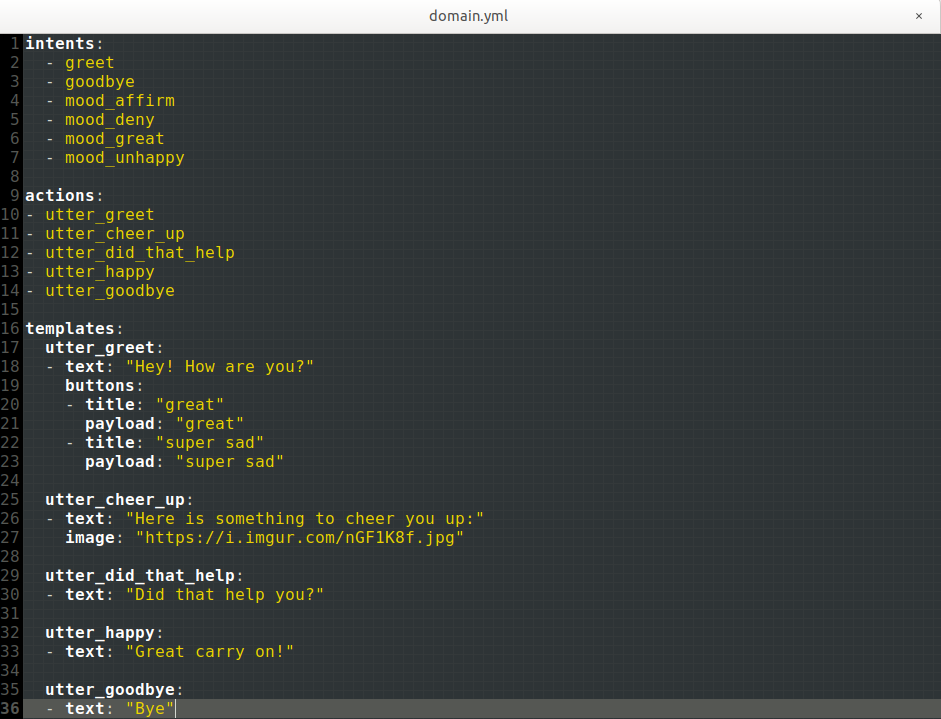 domain.yml ×
1 intents:
2   - greet
3   - goodbye
4   - mood_affirm
5   - mood_deny
6   - mood_great
7   - mood_unhappy
8
9 actions:
10 - utter_greet
11 - utter_cheer_up
12 - utter_did_that_help
13 - utter_happy
14 - utter_goodbye
15
16 templates:
17   utter_greet:
18   - text: "Hey! How are you?"
19     buttons:
20     - title: "great"
21       payload: "great"
22     - title: "super sad"
23       payload: "super sad"
24
25   utter_cheer_up:
26   - text: "Here is something to cheer you up:"
27     image: "https://i.imgur.com/nGF1K8f.jpg"
28
29   utter_did_that_help:
30   - text: "Did that help you?"
31
32   utter_happy:
33   - text: "Great carry on!"
34
35   utter_goodbye:
36   - text: "Bye"